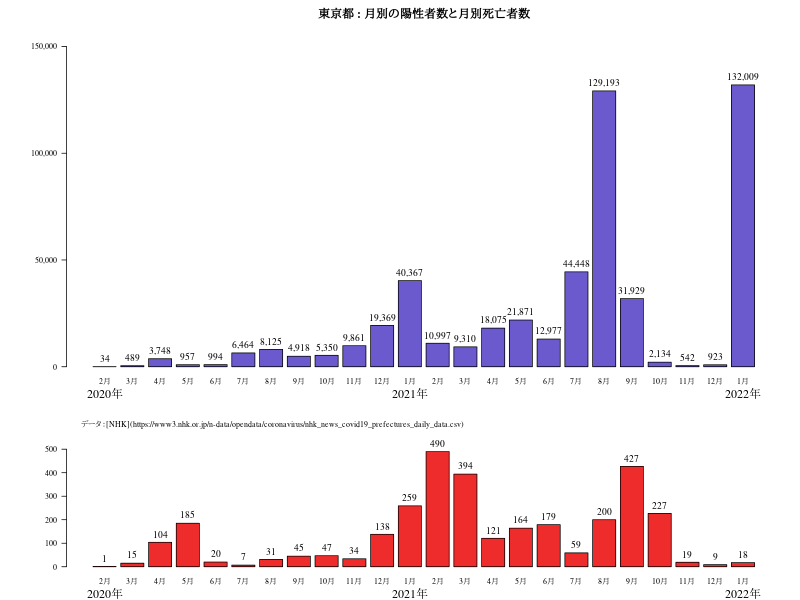 東京都 : 月別の陽性者数と月別死亡者数
150,000
100,000
50,000
0
34 489 3,748 957 994 6,464 8,125 4,918 5,350 9,861 19,369 40,367 10,997 9,310 18,075 21,871 12,977 44,448 129,193 31,929 2,134 542 923 132,009
2月 3月 4月 5月 6月 7月 8月 9月 10月 11月 12月 1月 2月 3月 4月 5月 6月 7月 8月 9月 10月 11月 12月 1月
2020年 2021年 2022年
データ : [NHK](https://www3.nhk.or.jp/n-data/opendata/coronavirus/nhk_news_covid19_prefectures_daily_data.csv)
500
400
300
200
100
0
1 15 104 185 20 7 31 45 47 34 138 259 490 394 121 164 179 59 200 427 227 19 9 18
2月 3月 4月 5月 6月 7月 8月 9月 10月 11月 12月 1月 2月 3月 4月 5月 6月 7月 8月 9月 10月 11月 12月 1月
2020年 2021年 2022年